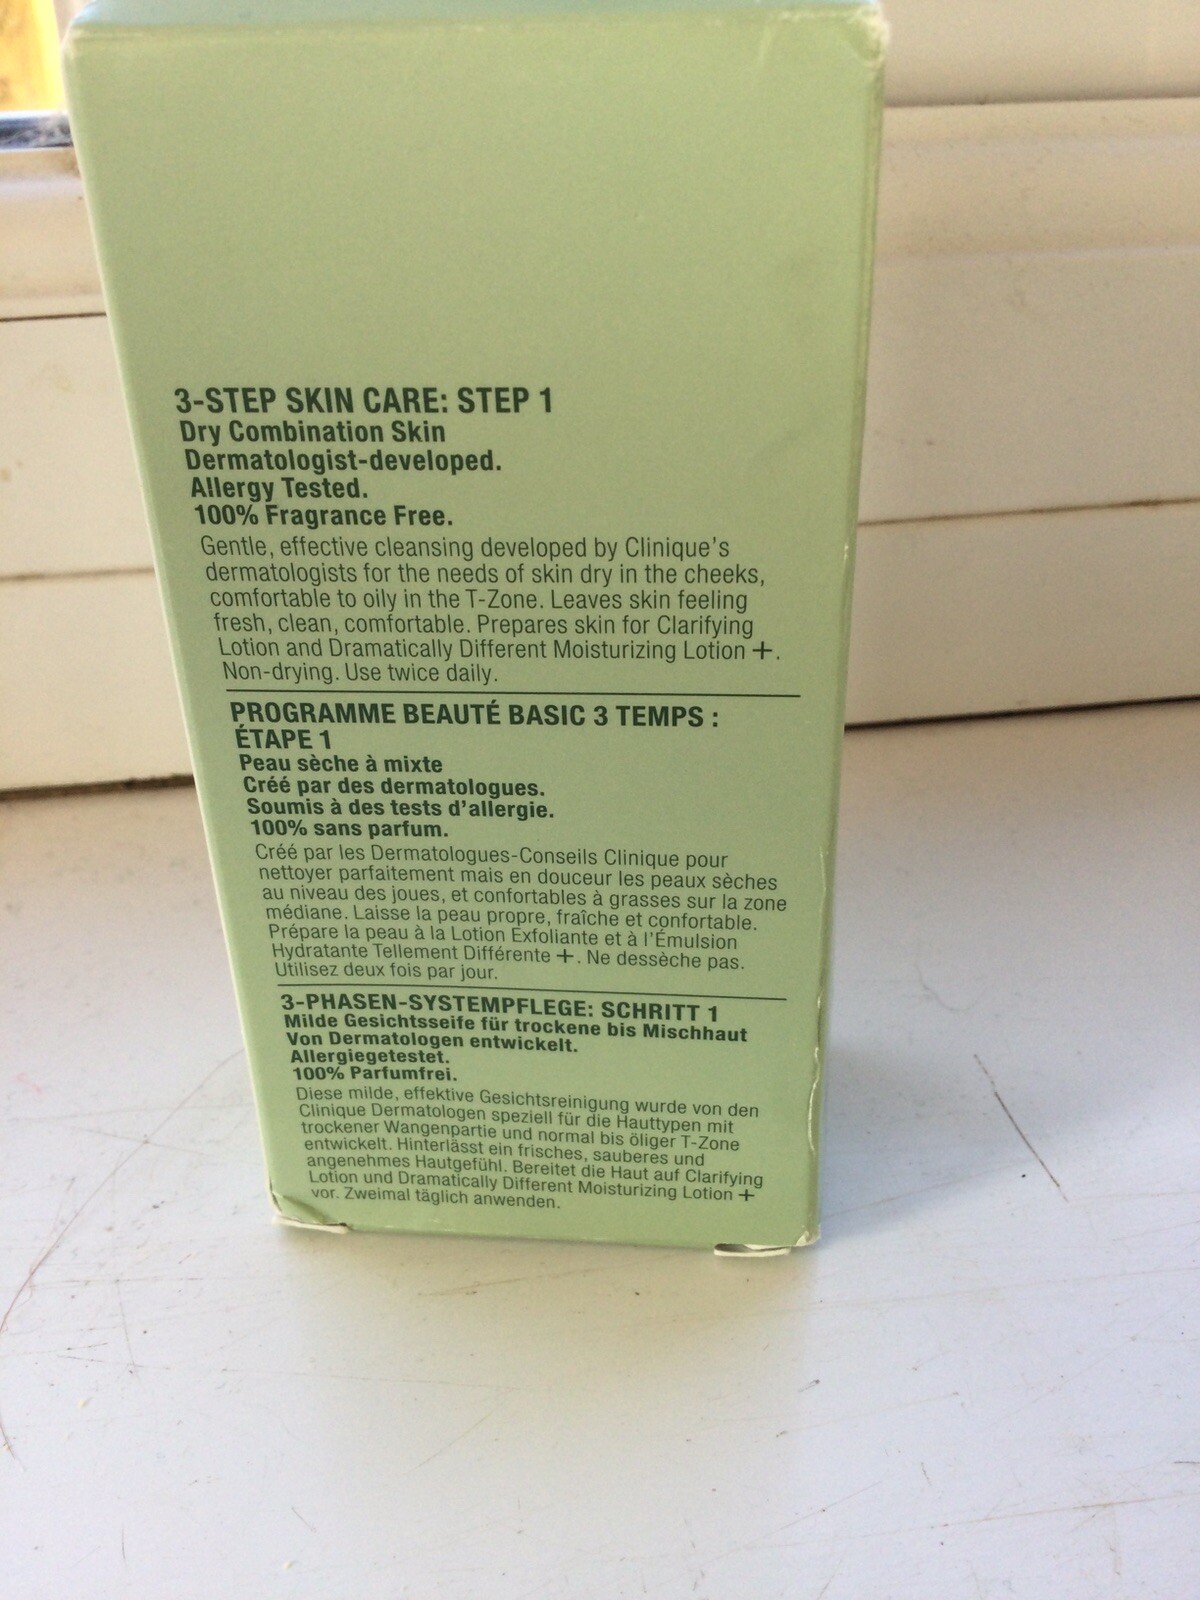 3-STEP SKIN CARE: STEP 1
Dry Combination Skin
Dermatologist-developed.
Allergy Tested.
100% Fragrance Free.
Gentle, effective cleansing developed by Clinique's
dermatologists for the needs of skin dry in the cheeks,
comfortable to oily in the T-Zone. Leaves skin feeling
fresh, clean, comfortable. Prepares skin for Clarifying
Lotion and Dramatically Different Moisturizing Lotion +.
Non-drying. Use twice daily.
PROGRAMME BEAUTÉ BASIC 3 TEMPS :
ÉTAPE 1
Peau sèche à mixte
Créé par des dermatologues.
Soumis à des tests d'allergie.
100% sans parfum.
Créé par les Dermatologues-Conseils Clinique pour
nettoyer parfaitement mais en douceur les peaux sèches
au niveau des joues, et confortables à grasses sur la zone
médiane. Laisse la peau propre, fraîche et confortable.
Prépare la peau à la Lotion Exfoliante et à l'Émulsion
Hydratante Tellement Différente +. Ne dessèche pas.
Utilisez deux fois par jour.
3-PHASEN-SYSTEMPFLEGE: SCHRITT 1
Milde Gesichtsseife für trockene bis Mischhaut
Von Dermatologen entwickelt.
Allergiegetestet.
100% Parfumfrei.
Diese milde, effektive Gesichtsreinigung wurde von den
Clinique Dermatologen speziell für die Hauttypen mit
trockener Wangenpartie und normal bis öliger T-Zone
entwickelt. Hinterlässt ein frisches, sauberes und
angenehmes Hautgefühl. Bereitet die Haut auf Clarifying
Lotion und Dramatically Different Moisturizing Lotion +
vor. Zweimal täglich anwenden.